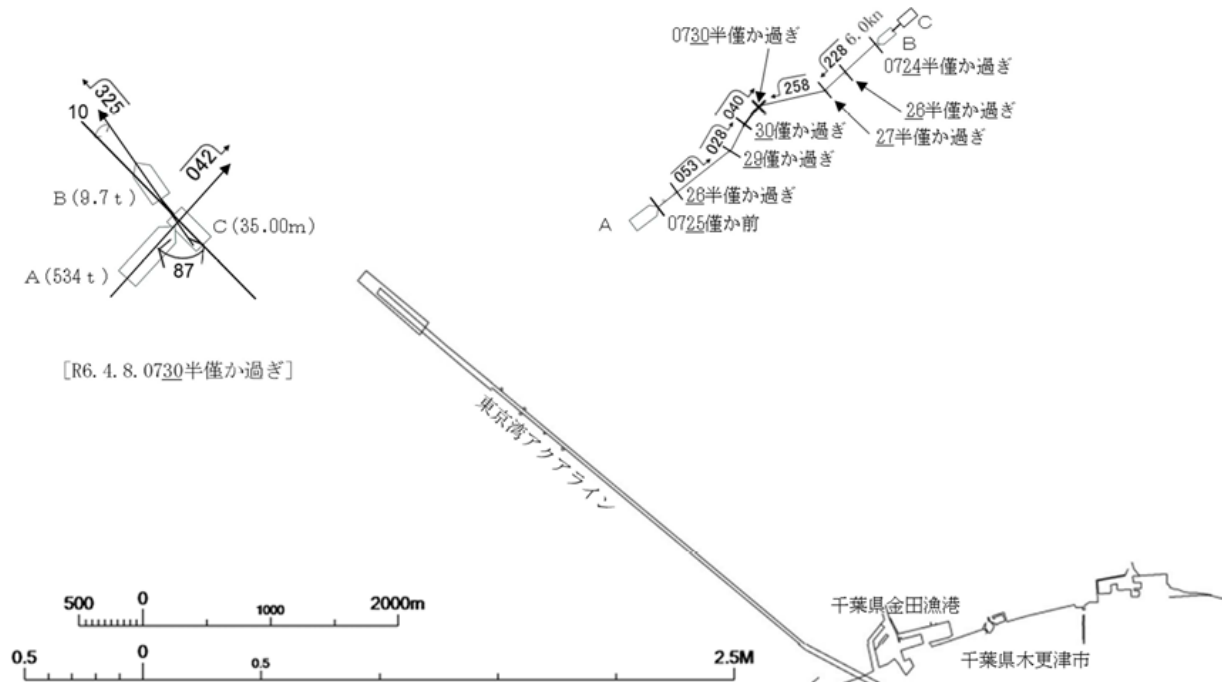 0730半僅か過ぎ
C
B
228 6.0kn
0724半僅か過ぎ
258
26半僅か過ぎ
27半僅か過ぎ
040
30僅か過ぎ
028
29僅か過ぎ
053
26半僅か過ぎ
A
0725僅か前
325
10
042
B(9.7t)
C(35.00m)
A(534t)
87
[R6.4.8.0730半僅か過ぎ]
東京湾アクアライン
500 0 1000 2000m
0.5 0 0.5 2.5M
千葉県金田漁港
千葉県木更津市